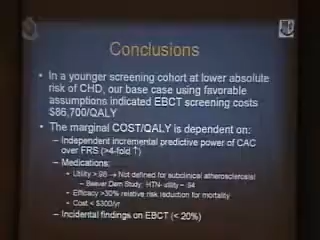 Conclusions
• In a younger screening cohort at lower absolute
risk of CHD, our base case using favorable
assumptions indicated EBCT screening costs
$86,700/QALY
• The marginal COST/QALY is dependent on:
– Independent incremental predictive power of CAC
over FRS (>4-fold ↑)
– Medications:
• Utility >.98 → Not defined for subclinical atherosclerosis!
– Beaver Dam Study; HTN- utility – .94
• Efficacy >30% relative risk reduction for mortality
• Cost < $300/yr
– Incidental findings on EBCT (< 20%)